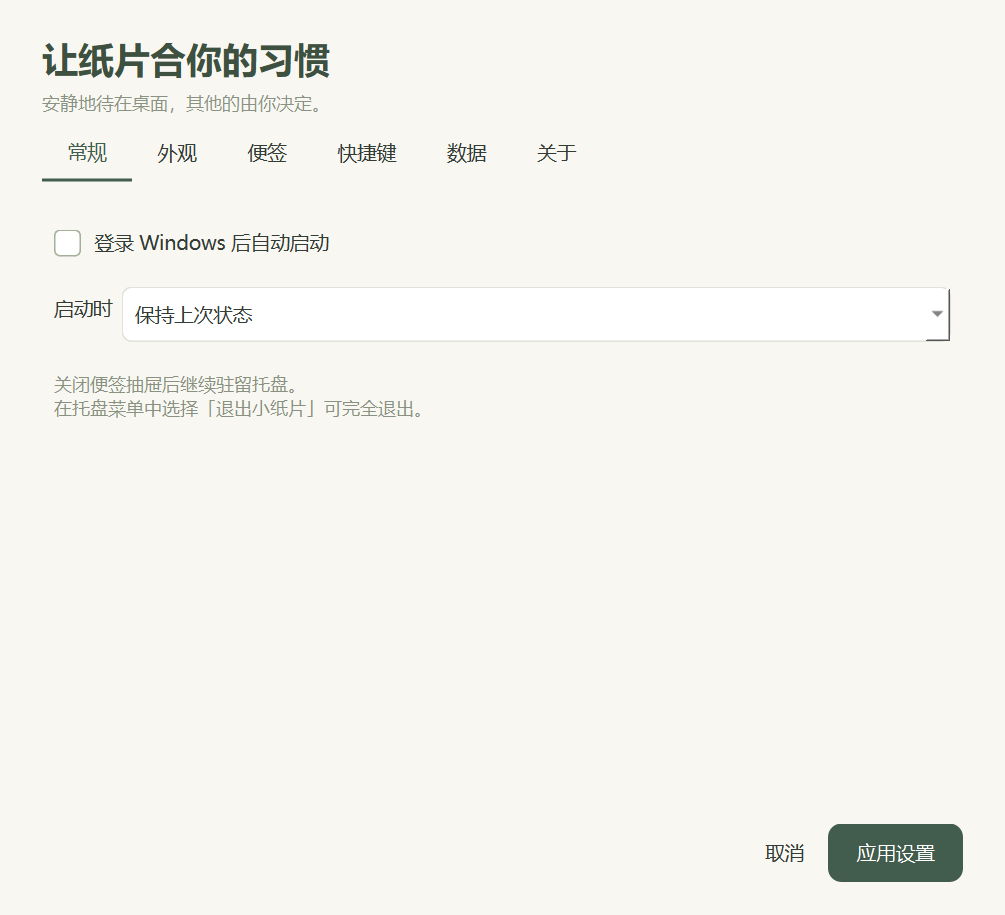 让纸片合你的习惯
安静地待在桌面，其他的由你决定。
常规 外观 便签 快捷键 数据 关于
登录 Windows 后自动启动
启动时 保持上次状态
关闭便签抽屉后继续驻留托盘。
在托盘菜单中选择「退出小纸片」可完全退出。
取消 应用设置